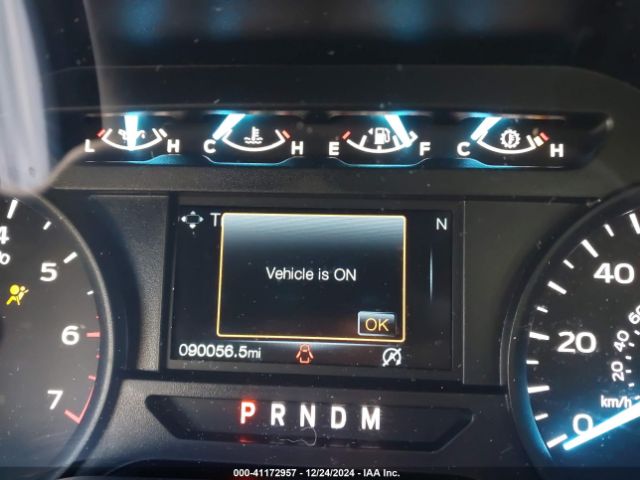 L H C H E F C H
4
5
6
7
T N
Vehicle is ON
OK
090056.5mi
P R N D M
40
20
0
60
40
20
km/h
000-41172957 - 12/24/2024 - IAA Inc.